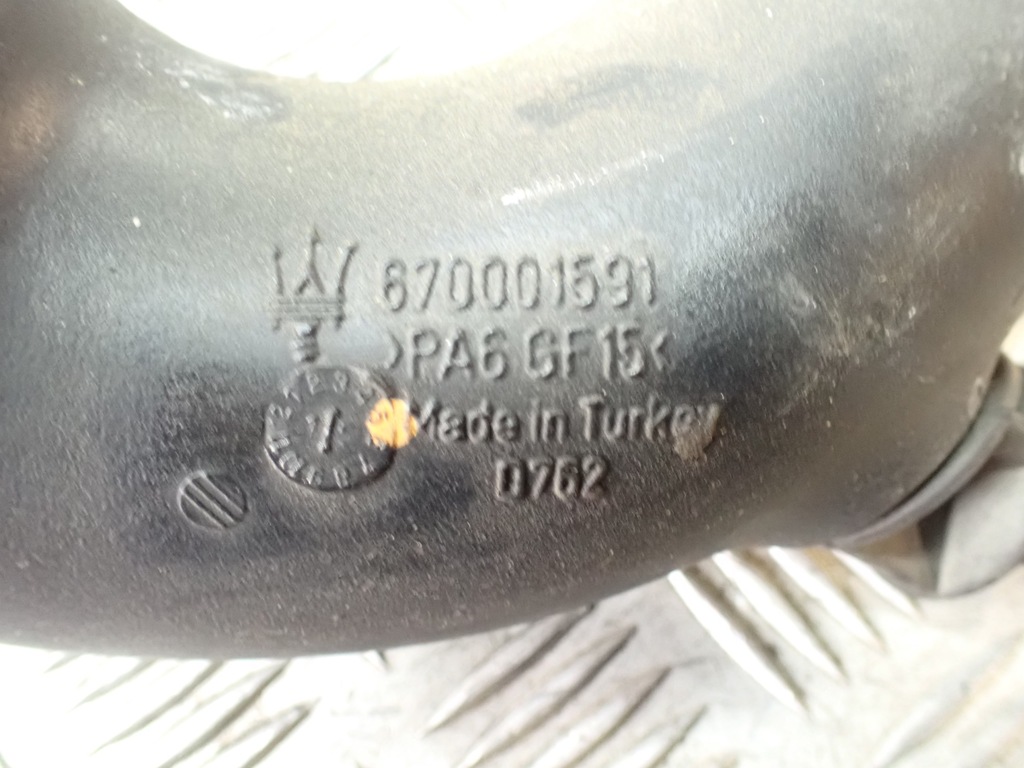 670001591
>PA6 GF15<
Made in Turkey
D762